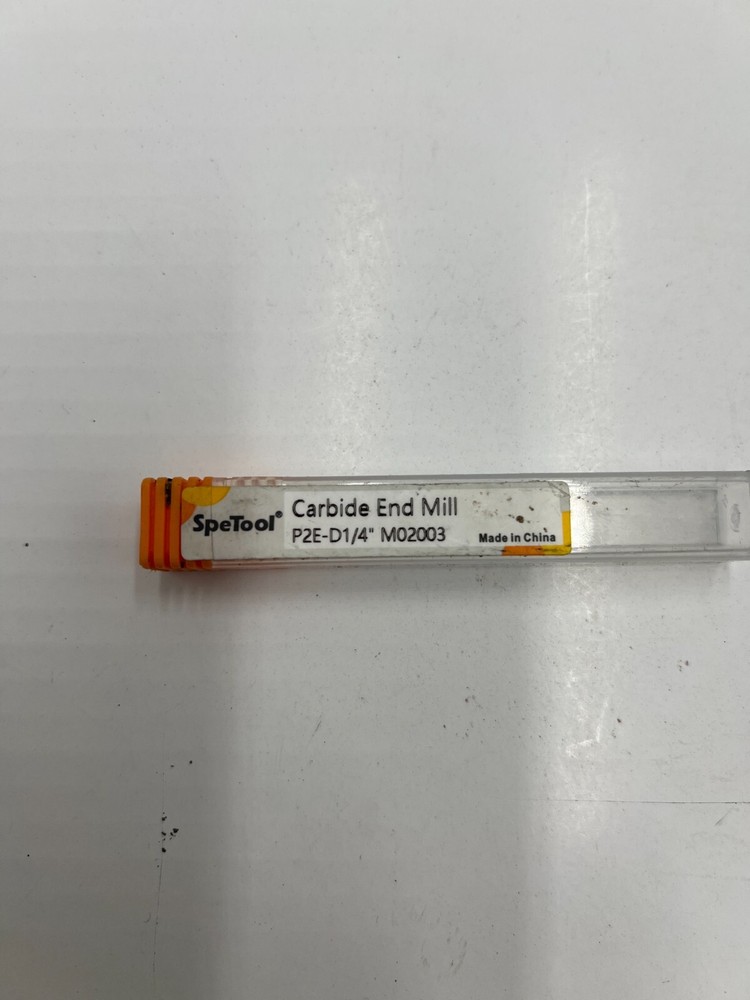 SpeTool®
Carbide End Mill
P2E-D1/4" M02003
Made in China